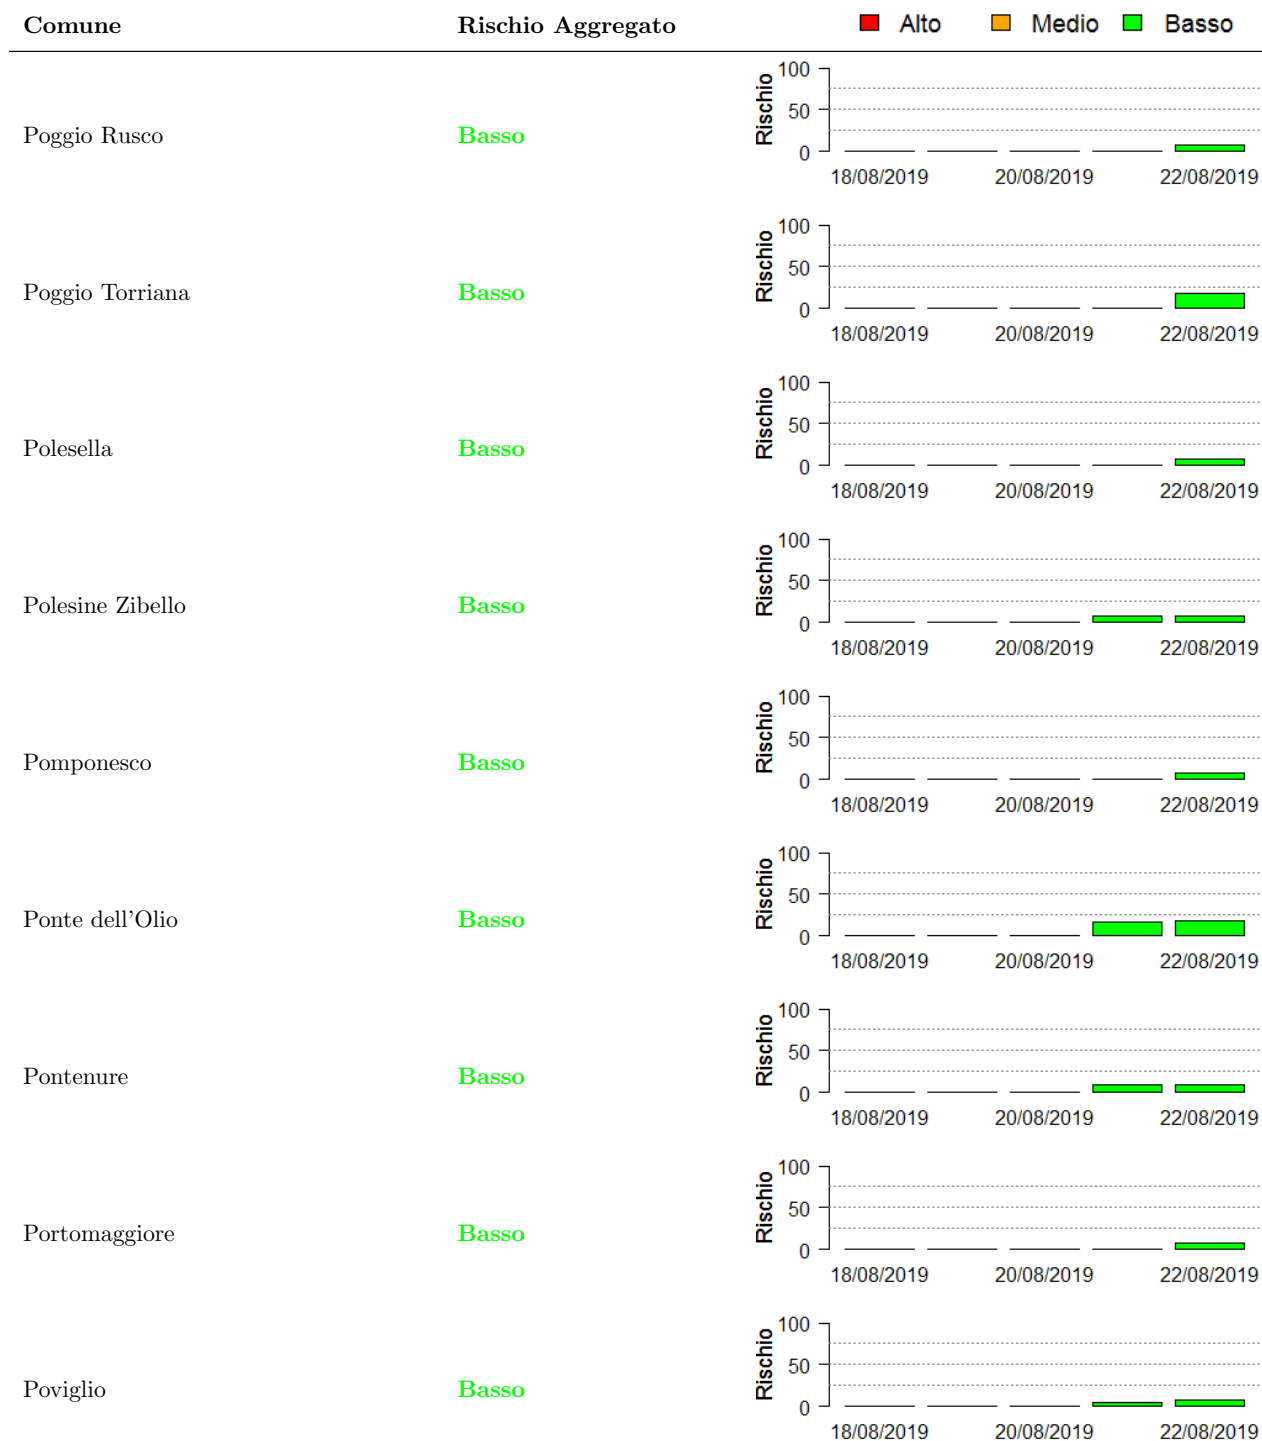 Comune Rischio Aggregato Alto Medio Basso
100
50
0
Rischio
Poggio Rusco Basso
18/08/2019 20/08/2019 22/08/2019
100
50
0
Rischio
Poggio Torriana Basso
18/08/2019 20/08/2019 22/08/2019
100
50
0
Rischio
Polesella Basso
18/08/2019 20/08/2019 22/08/2019
100
50
0
Rischio
Polesine Zibello Basso
18/08/2019 20/08/2019 22/08/2019
100
50
0
Rischio
Pomponesco Basso
18/08/2019 20/08/2019 22/08/2019
100
50
0
Rischio
Ponte dell'Olio Basso
18/08/2019 20/08/2019 22/08/2019
100
50
0
Rischio
Pontenure Basso
18/08/2019 20/08/2019 22/08/2019
100
50
0
Rischio
Portomaggiore Basso
18/08/2019 20/08/2019 22/08/2019
100
50
0
Rischio
Poviglio Basso
18/08/2019 20/08/2019 22/08/2019